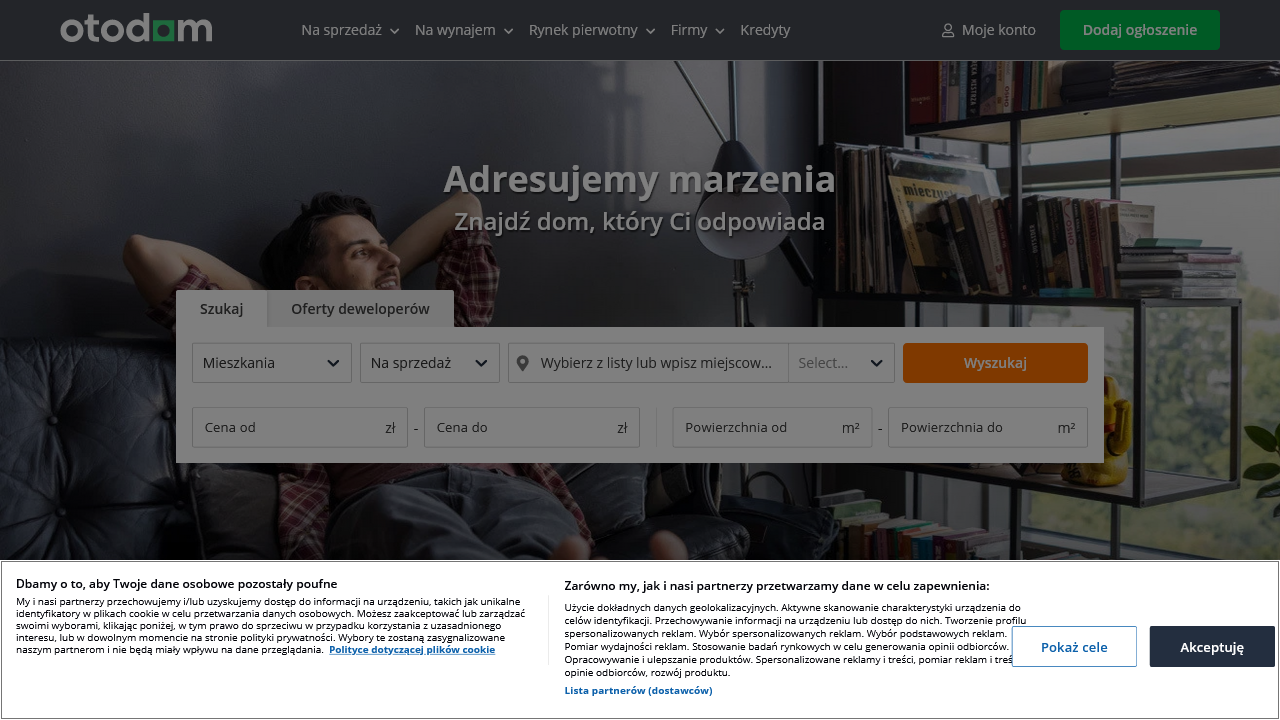 otodom
Na sprzedaż
Na wynajem
Rynek pierwotny
Firmy
Kredyty
Moje konto
Dodaj ogłoszenie
mieczysł
Adresujemy marzenia
Znajdź dom, który Ci odpowiada
Szukaj
Oferty deweloperów
Mieszkania
Na sprzedaż
Wybierz z listy lub wpisz miejscow...
Select...
Wyszukaj
Cena od
zł
-
Cena do
zł
Powierzchnia od
m²
-
Powierzchnia do
m²
Dbamy o to, aby Twoje dane osobowe pozostały poufne
My i nasi partnerzy przechowujemy i/lub uzyskujemy dostęp do informacji na urządzeniu, takich jak unikalne
identyfikatory w plikach cookie w celu przetwarzania danych osobowych. Możesz zaakceptować lub zarządzać
swoimi wyborami, klikając poniżej, w tym prawo do sprzeciwu w przypadku korzystania z uzasadnionego
interesu, lub w dowolnym momencie na stronie polityki prywatności. Wybory te zostaną zasygnalizowane
naszym partnerom i nie będą miały wpływu na dane przeglądania. Polityce dotyczącej plików cookie
Zarówno my, jak i nasi partnerzy przetwarzamy dane w celu zapewnienia:
Użycie dokładnych danych geolokalizacyjnych. Aktywne skanowanie charakterystyki urządzenia do
celów identyfikacji. Przechowywanie informacji na urządzeniu lub dostęp do nich. Tworzenie profilu
spersonalizowanych reklam. Wybór spersonalizowanych reklam. Wybór podstawowych reklam.
Pomiar wydajności reklam. Stosowanie badań rynkowych w celu generowania opinii odbiorców.
Opracowywanie i ulepszanie produktów. Spersonalizowane reklamy i treści, pomiar reklam i treś
opinie odbiorców, rozwój produktu.
Lista partnerów (dostawców)
Pokaż cele
Akceptuję